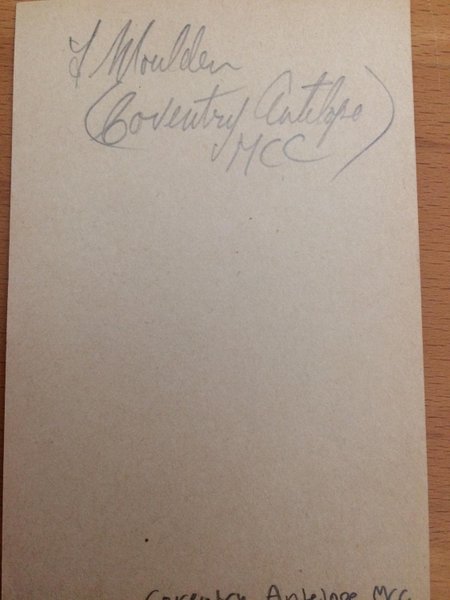 F Moulden
(Coventry Antelope
MCC)
Coventry Antelope MCC